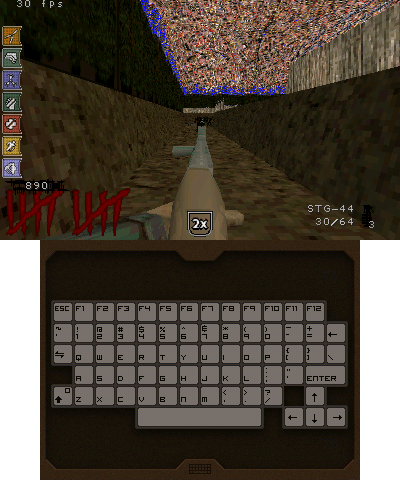 30 fps
890
2x
STG-44
30/64
3
ESC F1 F2 F3 F4 F5 F6 F7 F8 F9 F10 F11 F12
~ ` ! 1 @ 2 # 3 $ 4 % 5 ^ 6 & 7 * 8 ( 9 ) 0 _ - + = ←
⇆ Q W E R T Y U I O P { [ } ] | \
A S D F G H J K L : ; " ' ENTER
Z X C V B N M < , > . ? / ↑
← ↓ →